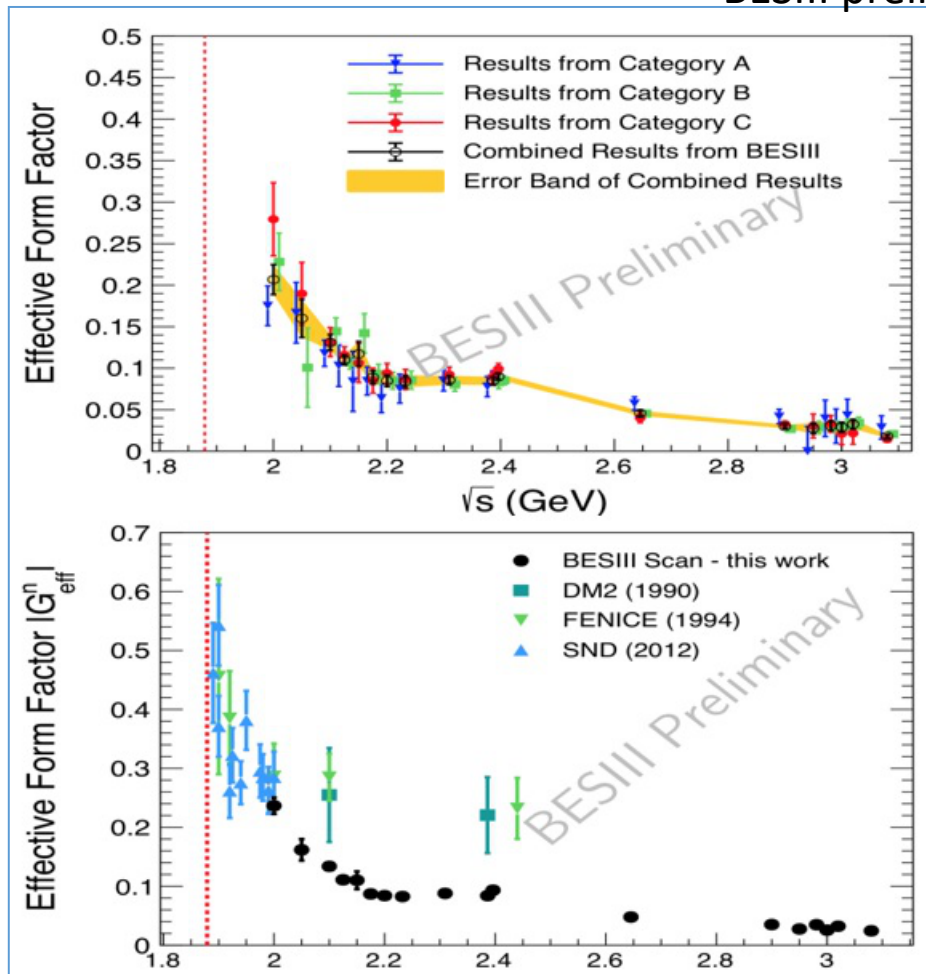 0.5
0.45
0.4
0.35
0.3
0.25
0.2
0.15
0.1
0.05
0
Effective Form Factor
Results from Category A
Results from Category B
Results from Category C
Combined Results from BESIII
Error Band of Combined Results
BESIII Preliminary
1.8 2 2.2 2.4 2.6 2.8 3
√s (GeV)
0.7
0.6
0.5
0.4
0.3
0.2
0.1
0
Effective Form Factor |Gⁿeff|
BESIII Scan - this work
DM2 (1990)
FENICE (1994)
SND (2012)
BESIII Preliminary
1.8 2 2.2 2.4 2.6 2.8 3